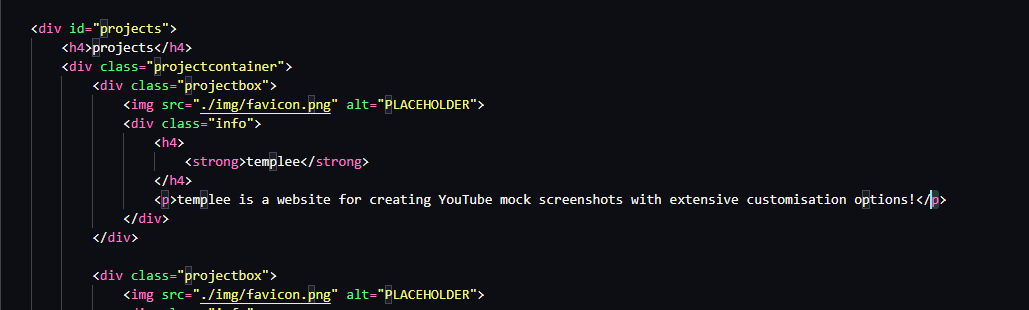 <div id="projects">
<h4>projects</h4>
<div class="projectcontainer">
<div class="projectbox">
<img src="./img/favicon.png" alt="PLACEHOLDER">
<div class="info">
<h4>
<strong>templee</strong>
</h4>
<p>templee is a website for creating YouTube mock screenshots with extensive customisation options!</p>
</div>
</div>
<div class="projectbox">
<img src="./img/favicon.png" alt="PLACEHOLDER">